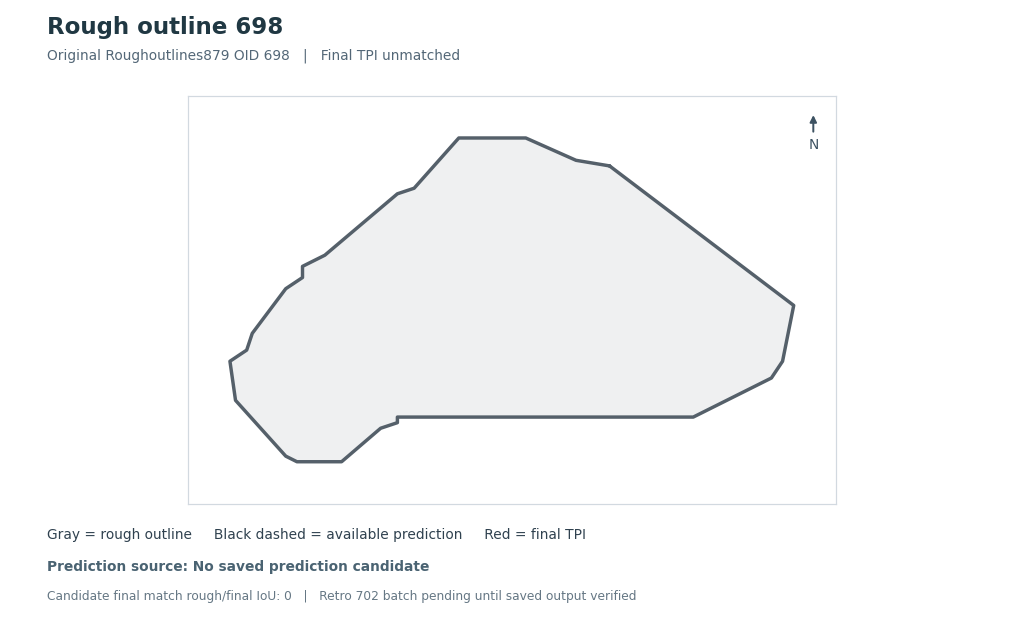 Rough outline 698
Original Roughoutlines879 OID 698   |   Final TPI unmatched
N
Gray = rough outline     Black dashed = available prediction     Red = final TPI
Prediction source: No saved prediction candidate
Candidate final match rough/final IoU: 0   |   Retro 702 batch pending until saved output verified